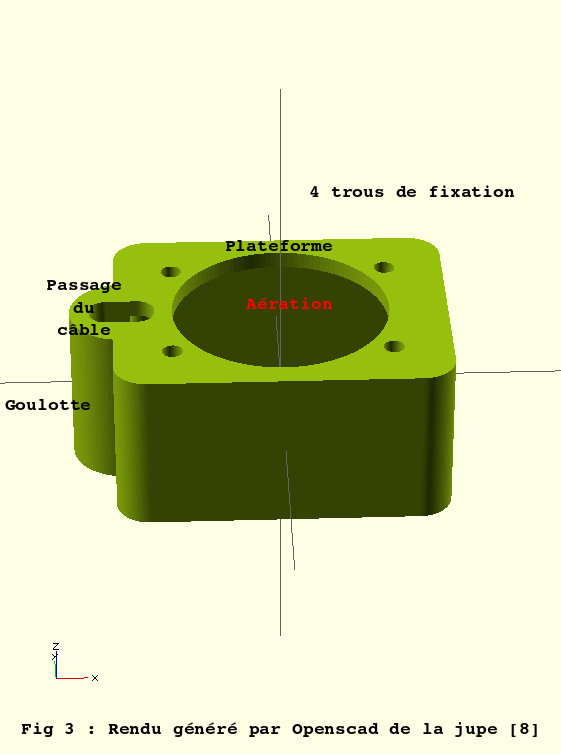 4 trous de fixation
Plateforme
Passage
du
câble
Aération
Goulotte
Z
Y
X
Fig 3 : Rendu généré par Openscad de la jupe [8]